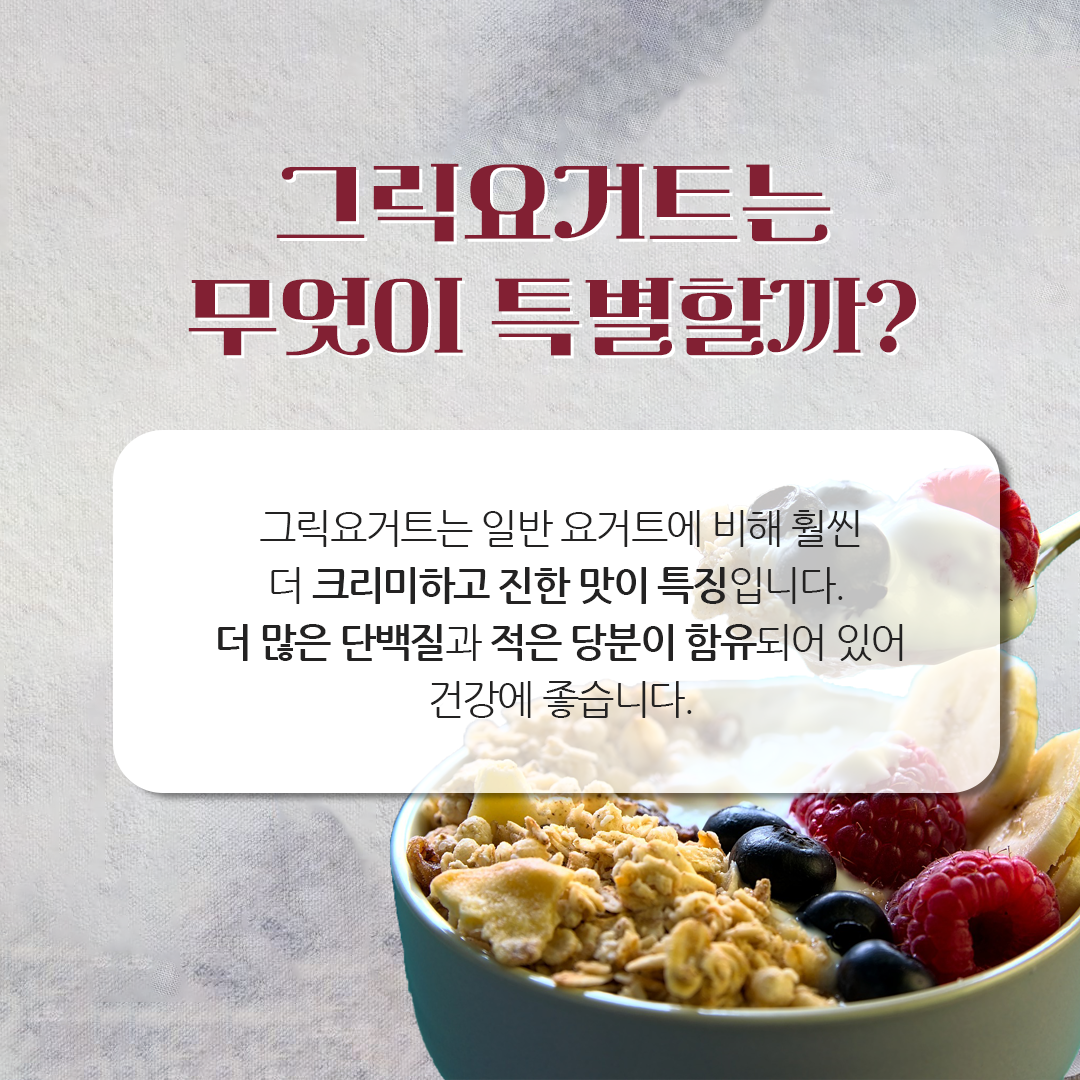 그릭요거트는
무엇이 특별할까?
그릭요거트는 일반 요거트에 비해 훨씬
더 크리미하고 진한 맛이 특징입니다.
더 많은 단백질과 적은 당분이 함유되어 있어
건강에 좋습니다.